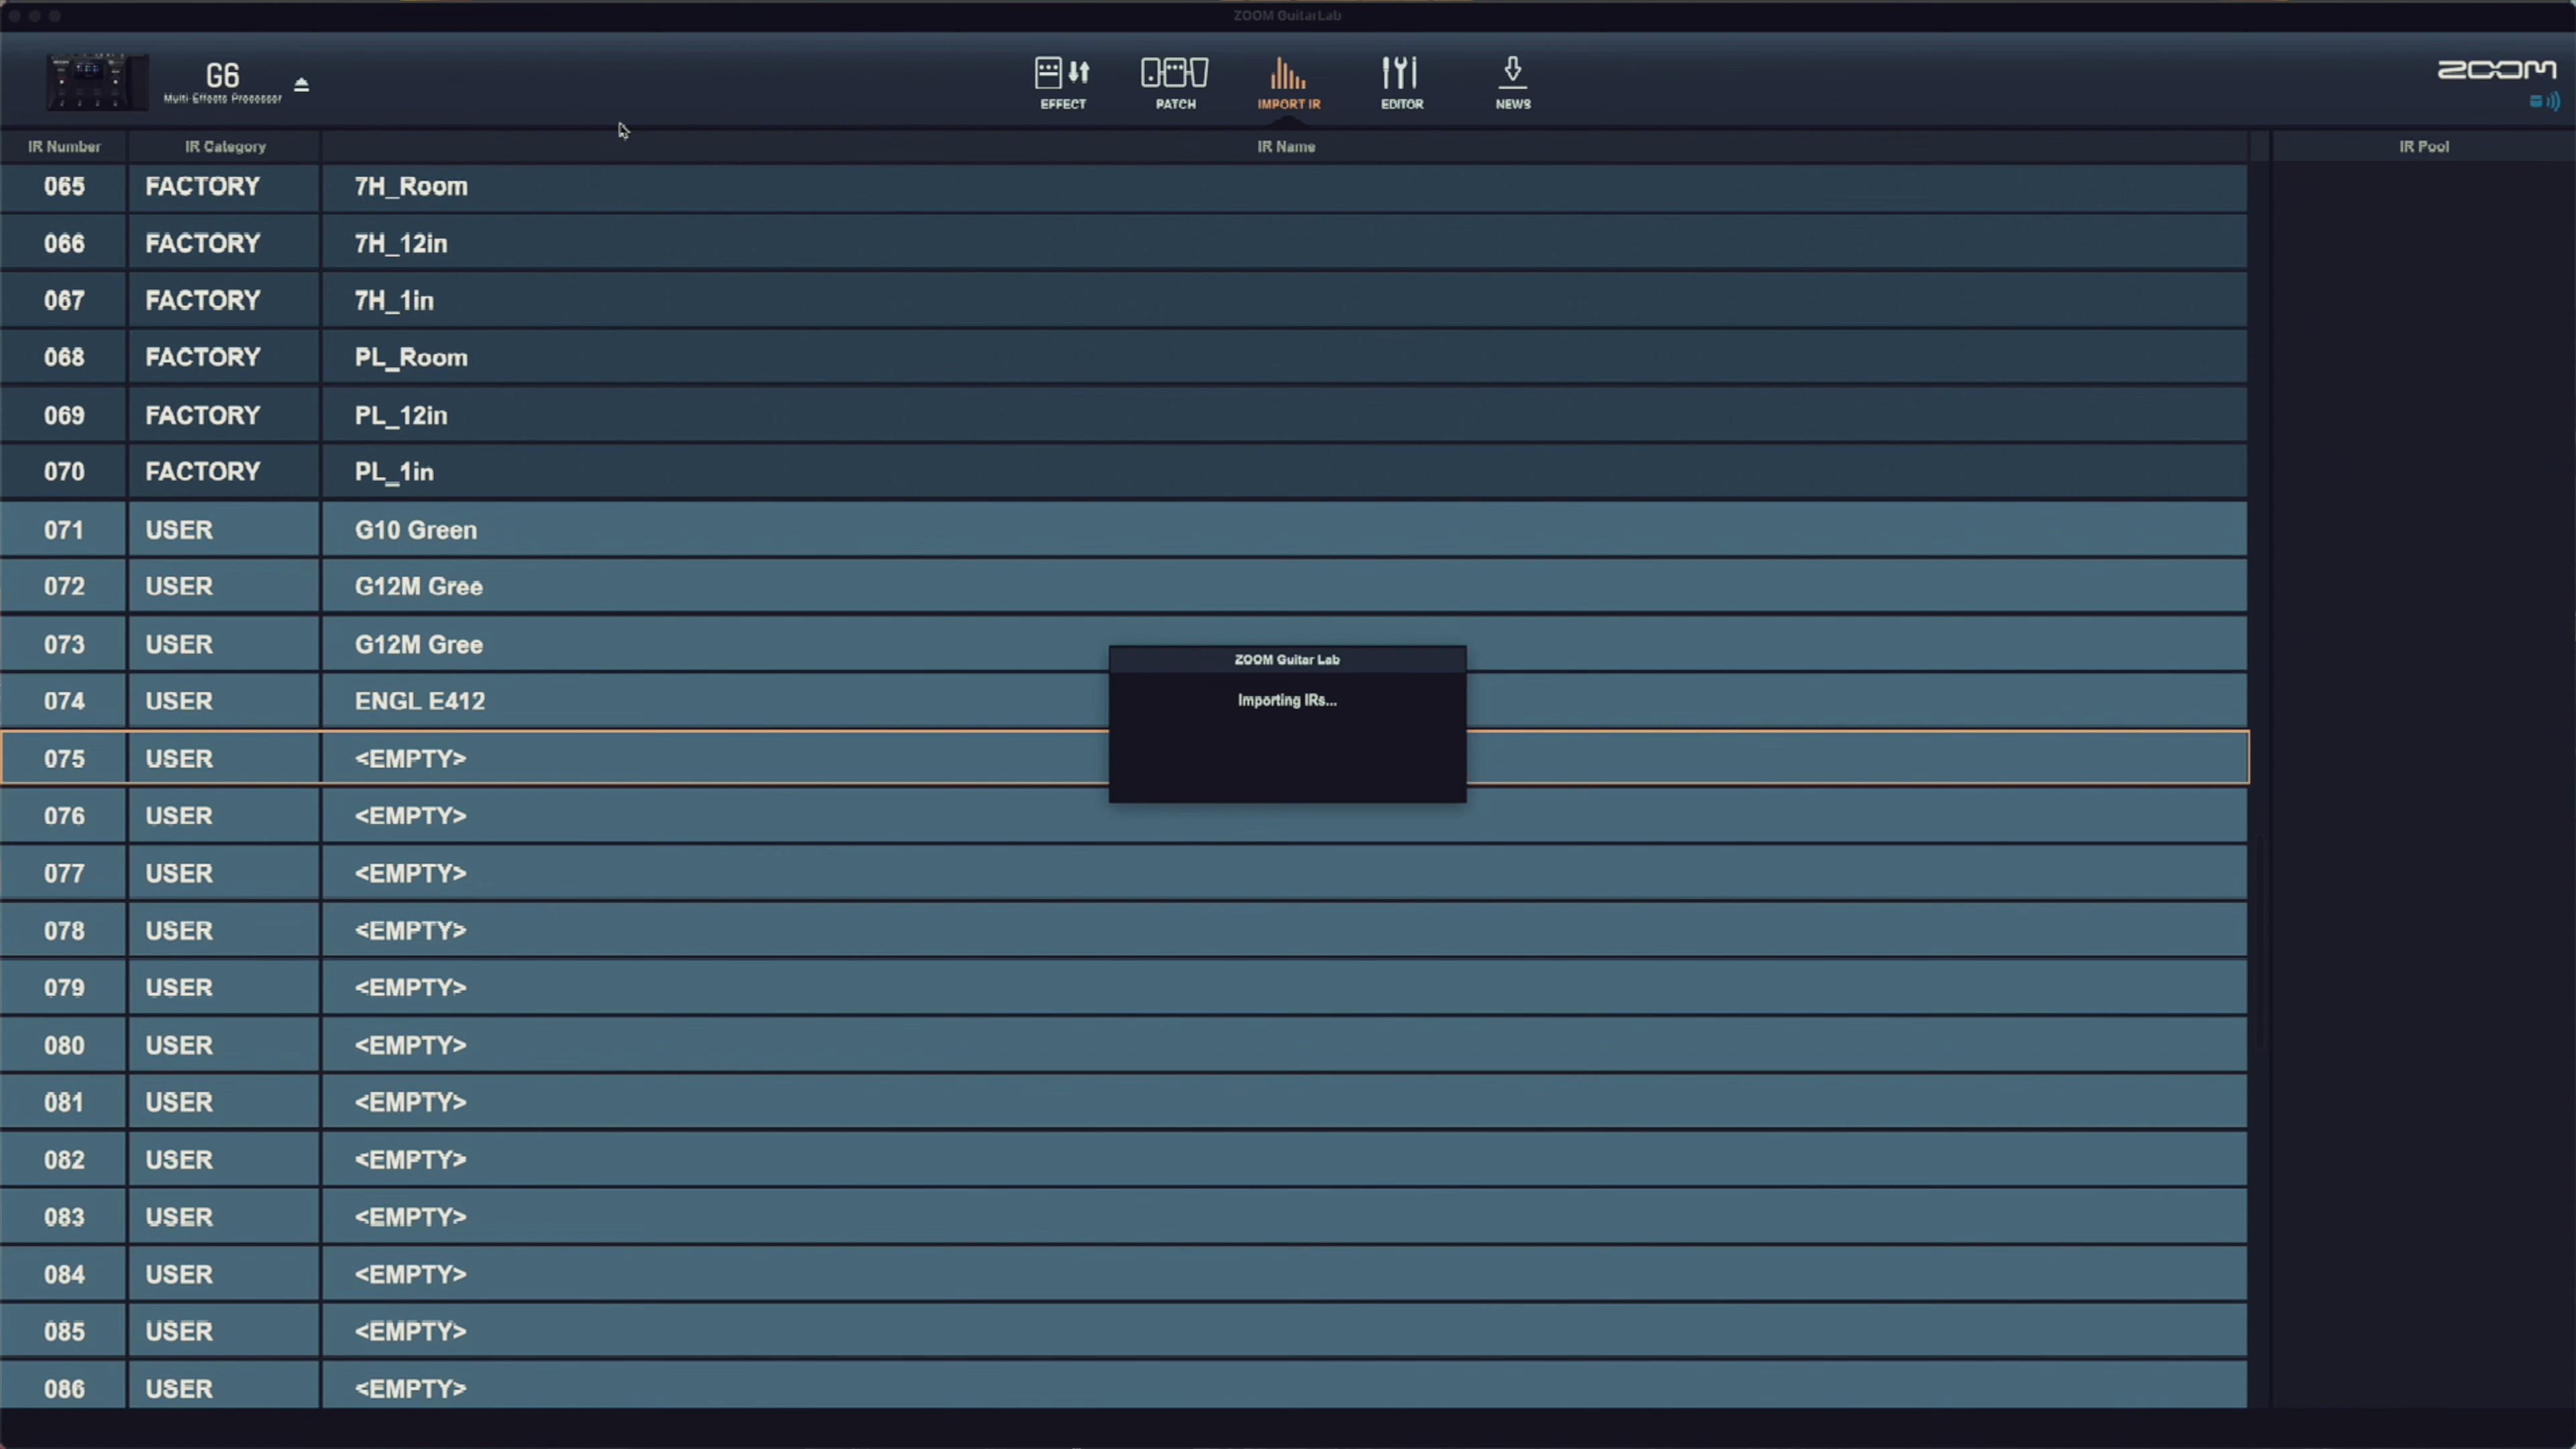 ZOOM GuitarLab
G6
Multi-Effects Processor
EFFECT
PATCH
IMPORT IR
EDITOR
NEWS
ZOOM
IR Number IR Category IR Name IR Pool
065 FACTORY 7H_Room
066 FACTORY 7H_12in
067 FACTORY 7H_1in
068 FACTORY PL_Room
069 FACTORY PL_12in
070 FACTORY PL_1in
071 USER G10 Green
072 USER G12M Gree
073 USER G12M Gree
ZOOM Guitar Lab
Importing IRs...
074 USER ENGL E412
075 USER <EMPTY>
076 USER <EMPTY>
077 USER <EMPTY>
078 USER <EMPTY>
079 USER <EMPTY>
080 USER <EMPTY>
081 USER <EMPTY>
082 USER <EMPTY>
083 USER <EMPTY>
084 USER <EMPTY>
085 USER <EMPTY>
086 USER <EMPTY>